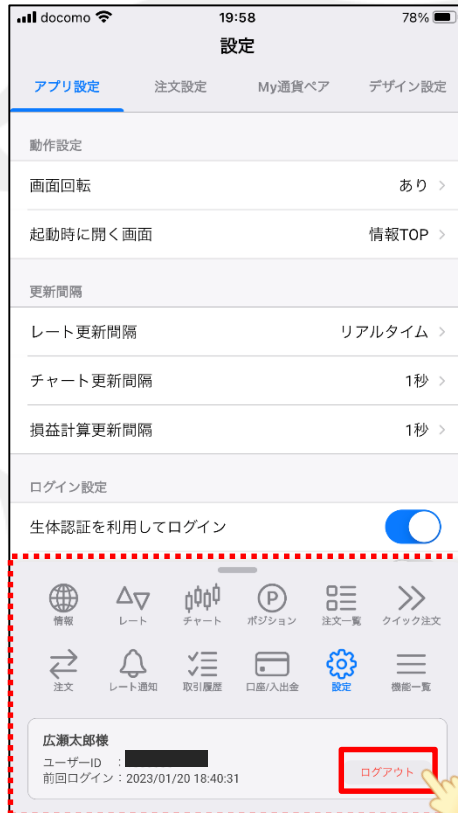 docomo 19:58 78%
設定
アプリ設定 注文設定 My通貨ペア デザイン設定
動作設定
画面回転 あり
起動時に開く画面 情報TOP
更新間隔
レート更新間隔 リアルタイム
チャート更新間隔 1秒
損益計算更新間隔 1秒
ログイン設定
生体認証を利用してログイン
情報 レート チャート ポジション 注文一覧 クイック注文
注文 レート通知 取引履歴 口座/入出金 設定 機能一覧
広瀬太郎様
ユーザーID :
前回ログイン:2023/01/20 18:40:31
ログアウト